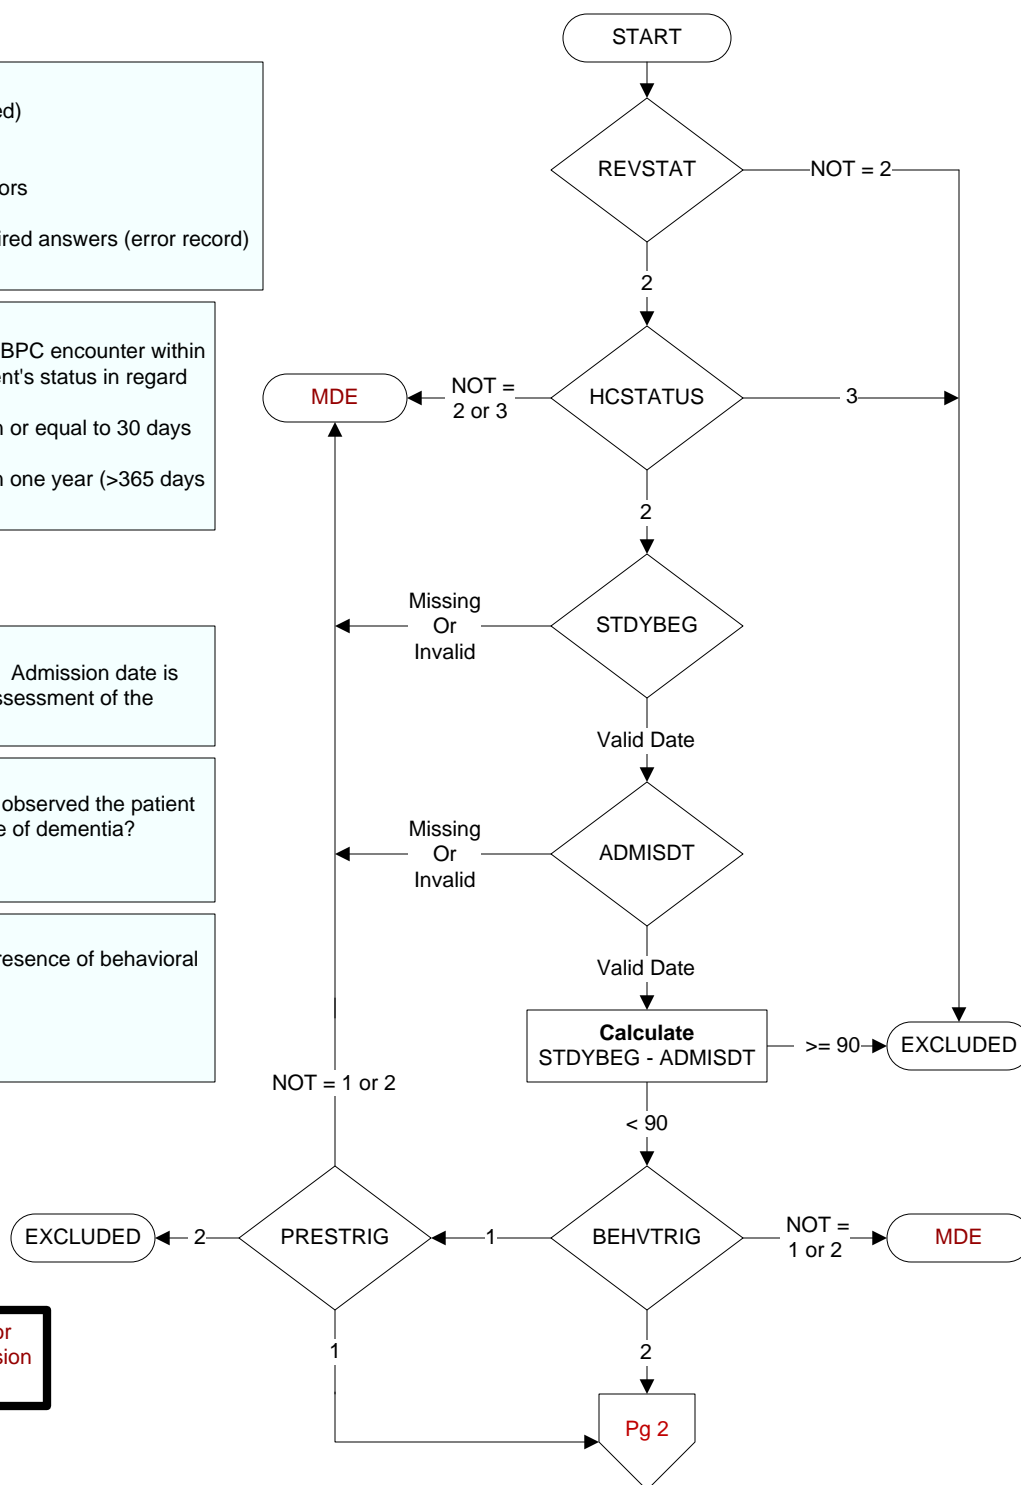 START
ed)
REVSTAT
NOT = 2
ors
ired answers (error record)
2
BPC encounter within
ent's status in regard
n or equal to 30 days
n one year (>365 days
MDE
NOT =
2 or 3
HCSTATUS
3
2
Missing
Or
Invalid
STDYBEG
Admission date is
ssessment of the
Valid Date
observed the patient
e of dementia?
Missing
Or
Invalid
ADMISDT
resence of behavioral
Valid Date
Calculate
STDYBEG - ADMISDT
>= 90
EXCLUDED
NOT = 1 or 2
< 90
EXCLUDED
2
PRESTRIG
1
BEHVTRIG
NOT =
1 or 2
MDE
or
sion
1
2
Pg 2